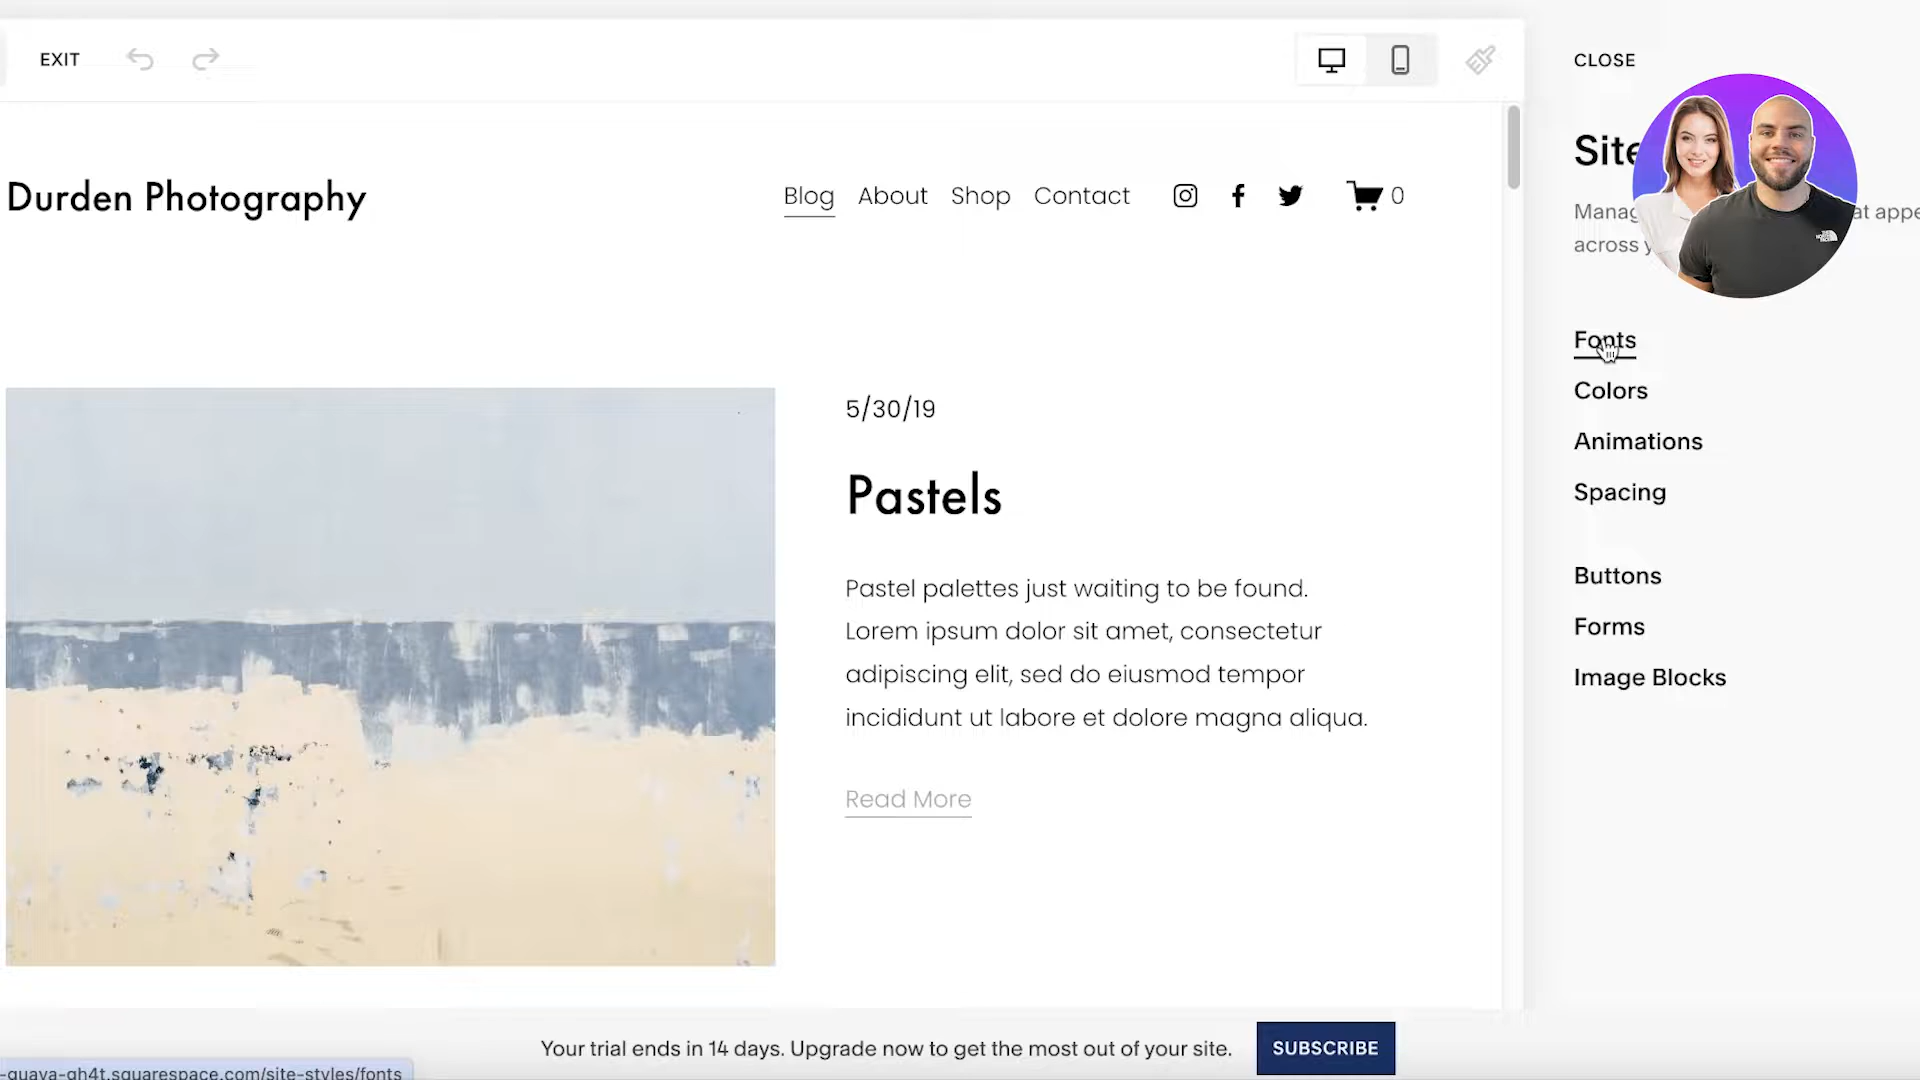 EXIT
CLOSE
Durden Photography
Blog About Shop Contact 0
Site
across
Fonts
Colors
Animations
Spacing
Buttons
Forms
Image Blocks
5/30/19
Pastels
Pastel palettes just waiting to be found.
Lorem ipsum dolor sit amet, consectetur
adipiscing elit, sed do eiusmod tempor
incididunt ut labore et dolore magna aliqua.
Read More
Your trial ends in 14 days. Upgrade now to get the most out of your site.
SUBSCRIBE
-guava-gh4t.squarespace.com/site-styles/fonts